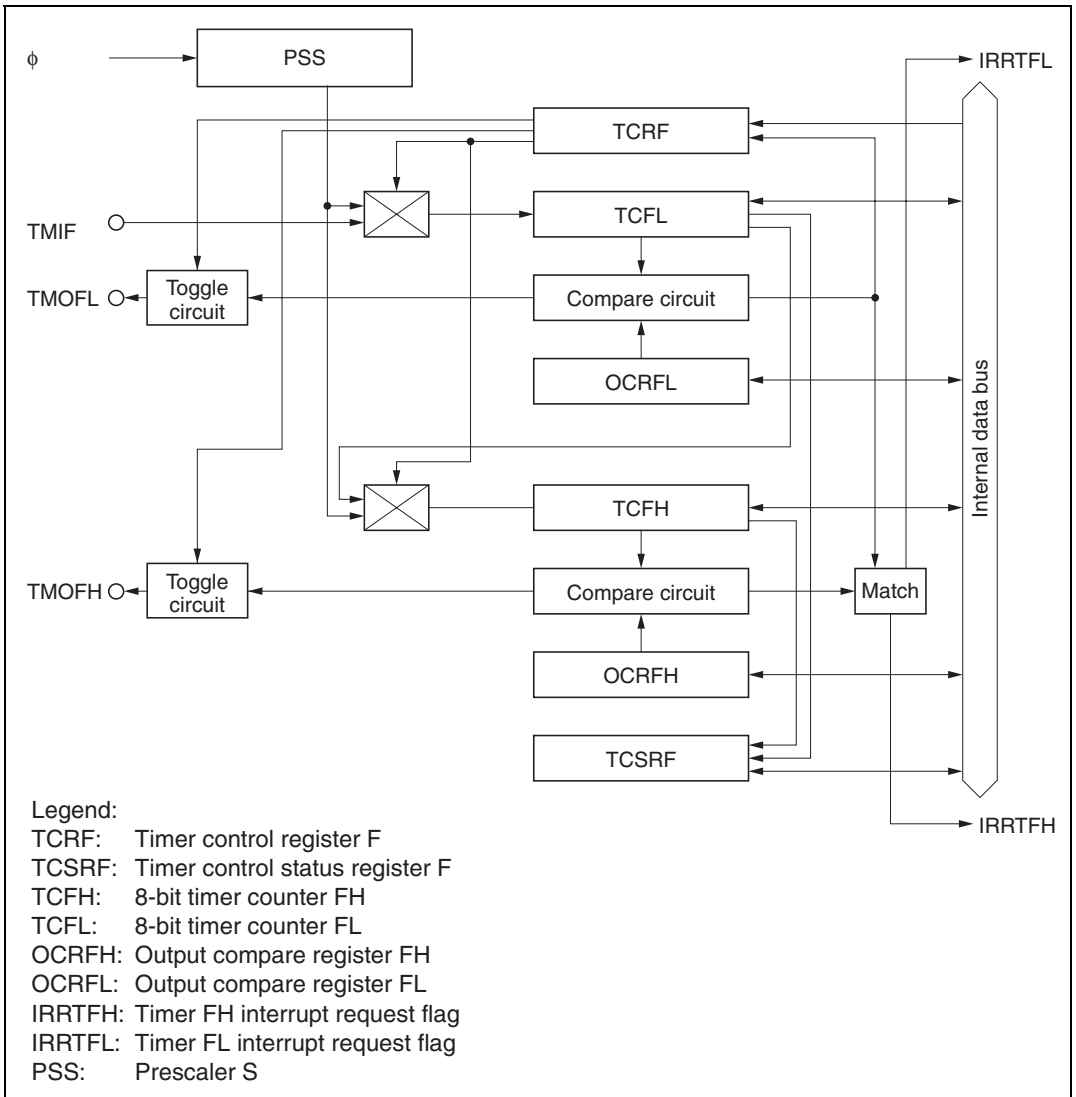 φ
PSS
IRRTFL
TCRF
TCFL
TMIF
TMOFL
Toggle
circuit
Compare circuit
OCRFL
Internal data bus
TCFH
TMOFH
Toggle
circuit
Compare circuit
Match
OCRFH
TCSRF
IRRTFH
Legend:
TCRF: Timer control register F
TCSRF: Timer control status register F
TCFH: 8-bit timer counter FH
TCFL: 8-bit timer counter FL
OCRFH: Output compare register FH
OCRFL: Output compare register FL
IRRTFH: Timer FH interrupt request flag
IRRTFL: Timer FL interrupt request flag
PSS: Prescaler S